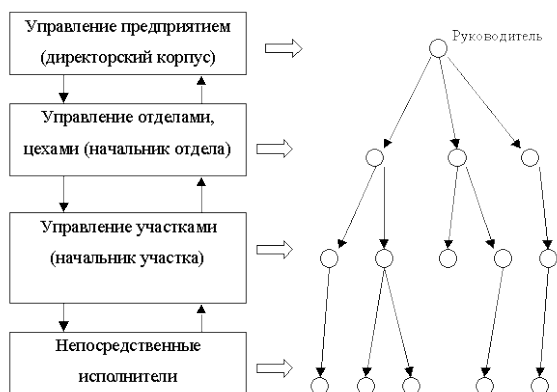 Управление предприятием
(директорский корпус)
Руководитель
Управление отделами,
цехами (начальник отдела)
Управление участками
(начальник участка)
Непосредственные
исполнители